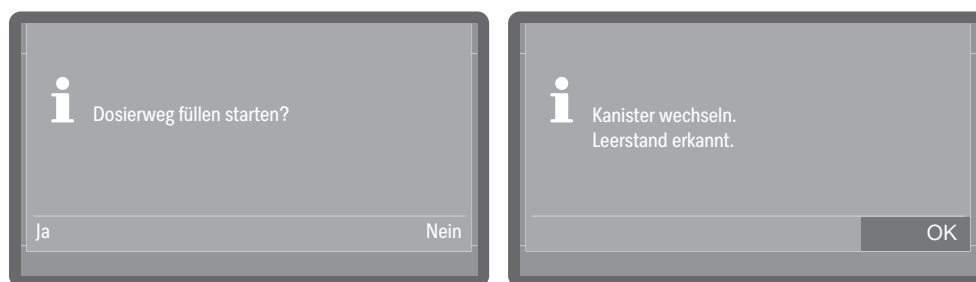 Dosierweg füllen starten?
Ja
Nein
Kanister wechseln.
Leerstand erkannt.
OK